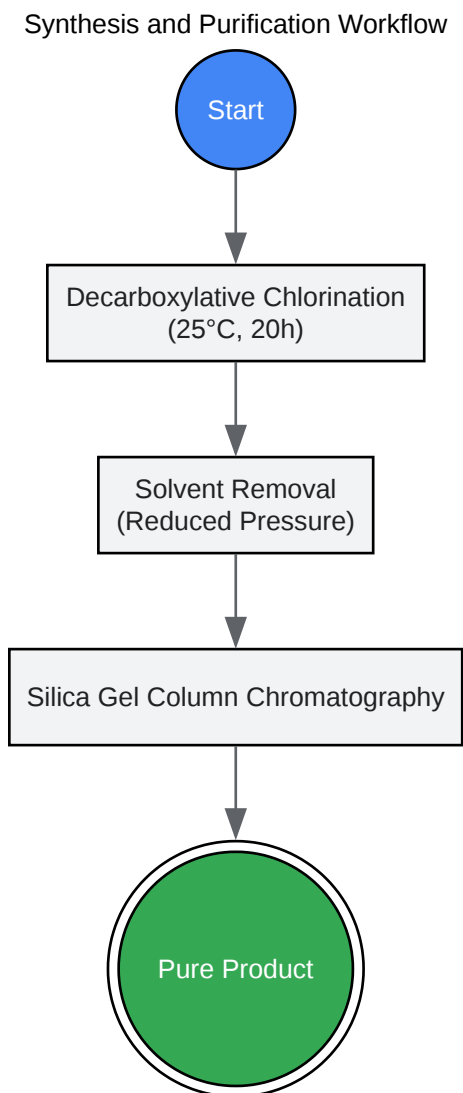 Synthesis and Purification Workflow
Start
Decarboxylative Chlorination
(25°C, 20h)
Solvent Removal
(Reduced Pressure)
Silica Gel Column Chromatography
Pure Product